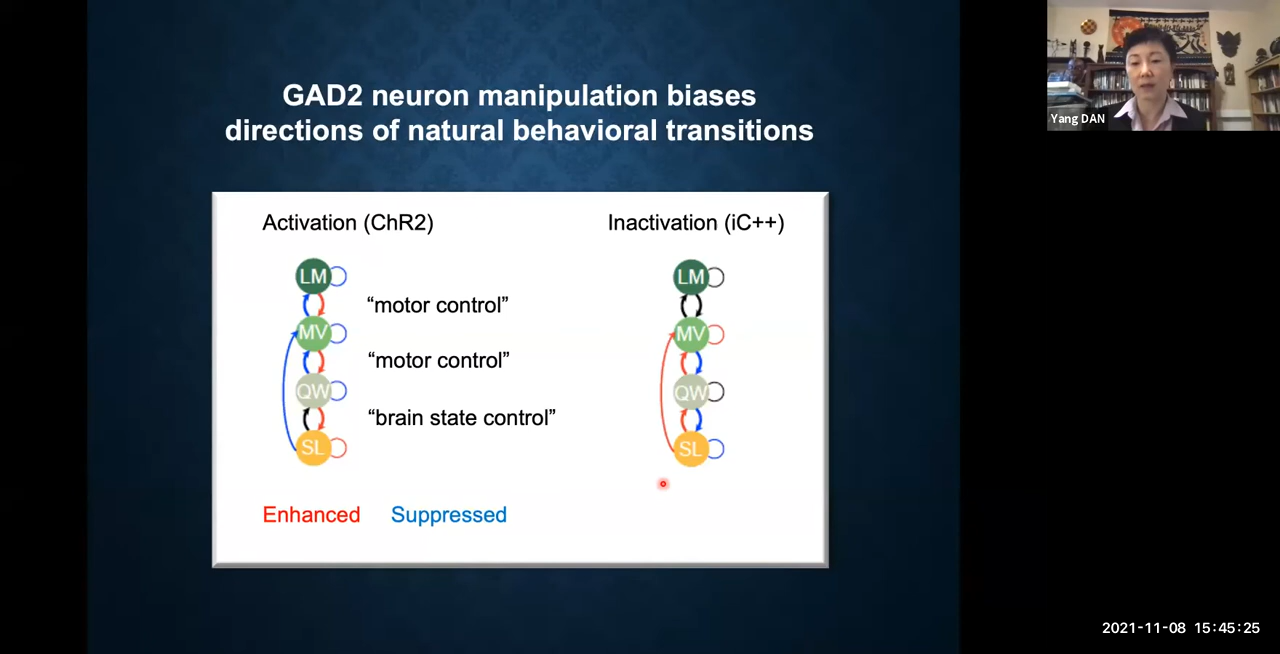 GAD2 neuron manipulation biases
directions of natural behavioral transitions
Activation (ChR2)
Inactivation (iC++)
LM
"motor control"
MV
"motor control"
QW
"brain state control"
SL
LM
MV
QW
SL
Enhanced
Suppressed
Yang DAN
2021-11-08 15:45:25